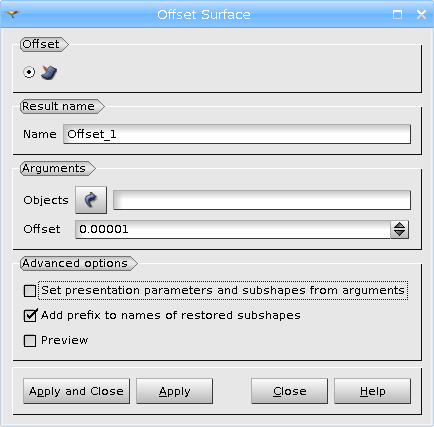 Offset Surface
Offset
Result name
Name Offset_1
Arguments
Objects
Offset 0.00001
Advanced options
Set presentation parameters and subshapes from arguments
Add prefix to names of restored subshapes
Preview
Apply and Close Apply Close Help